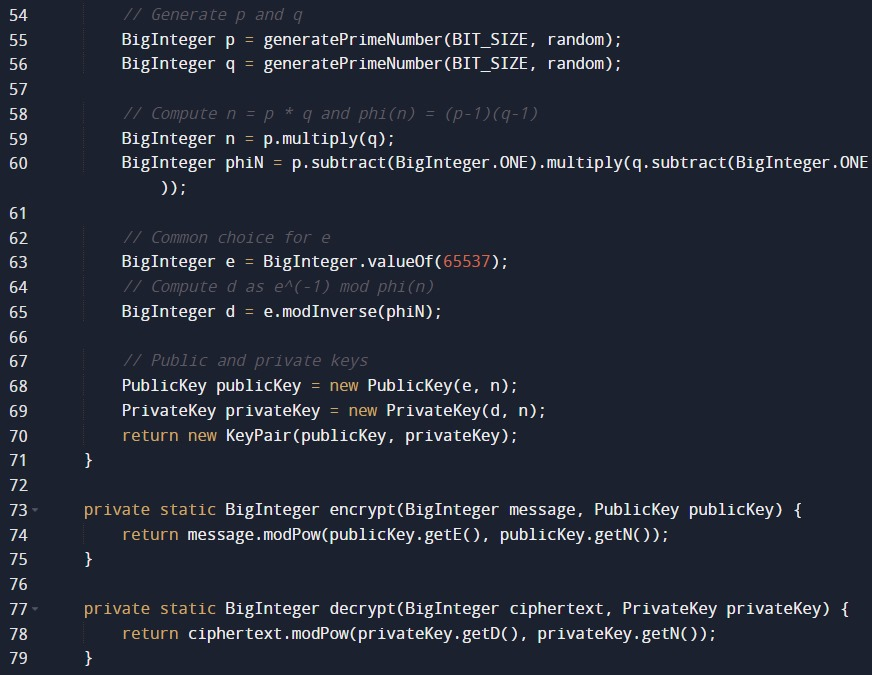 54 // Generate p and q
55 BigInteger p = generatePrimeNumber(BIT_SIZE, random);
56 BigInteger q = generatePrimeNumber(BIT_SIZE, random);
57
58 // Compute n = p * q and phi(n) = (p-1)(q-1)
59 BigInteger n = p.multiply(q);
60 BigInteger phiN = p.subtract(BigInteger.ONE).multiply(q.subtract(BigInteger.ONE
));
61
62 // Common choice for e
63 BigInteger e = BigInteger.valueOf(65537);
64 // Compute d as e^(-1) mod phi(n)
65 BigInteger d = e.modInverse(phiN);
66
67 // Public and private keys
68 PublicKey publicKey = new PublicKey(e, n);
69 PrivateKey privateKey = new PrivateKey(d, n);
70 return new KeyPair(publicKey, privateKey);
71 }
72
73 private static BigInteger encrypt(BigInteger message, PublicKey publicKey) {
74 return message.modPow(publicKey.getE(), publicKey.getN());
75 }
76
77 private static BigInteger decrypt(BigInteger ciphertext, PrivateKey privateKey) {
78 return ciphertext.modPow(privateKey.getD(), privateKey.getN());
79 }